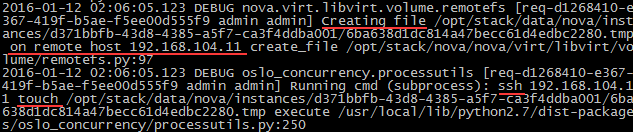 2016-01-12 02:06:05.123 DEBUG nova.virt.libvirt.volume.remotefs [req-d1268410-e367
-419f-b5ae-f5ee00d555f9 admin admin] Creating file /opt/stack/data/nova/inst
ances/d371bbfb-43d8-4385-a5f7-ca3f4ddba001/6ba638d1dc814a47becc61d4edbc2280.tmp
 on remote host 192.168.104.11 create_file /opt/stack/nova/nova/virt/libvirt/vo
lume/remotefs.py:97
2016-01-12 02:06:05.123 DEBUG oslo_concurrency.processutils [req-d1268410-e367-
419f-b5ae-f5ee00d555f9 admin admin] Running cmd (subprocess): ssh 192.168.104.1
1 touch /opt/stack/data/nova/instances/d371bbfb-43d8-4385-a5f7-ca3f4ddba001/6ba
638d1dc814a47becc61d4edbc2280.tmp execute /usr/local/lib/python2.7/dist-package
s/oslo_concurrency/processutils.py:250